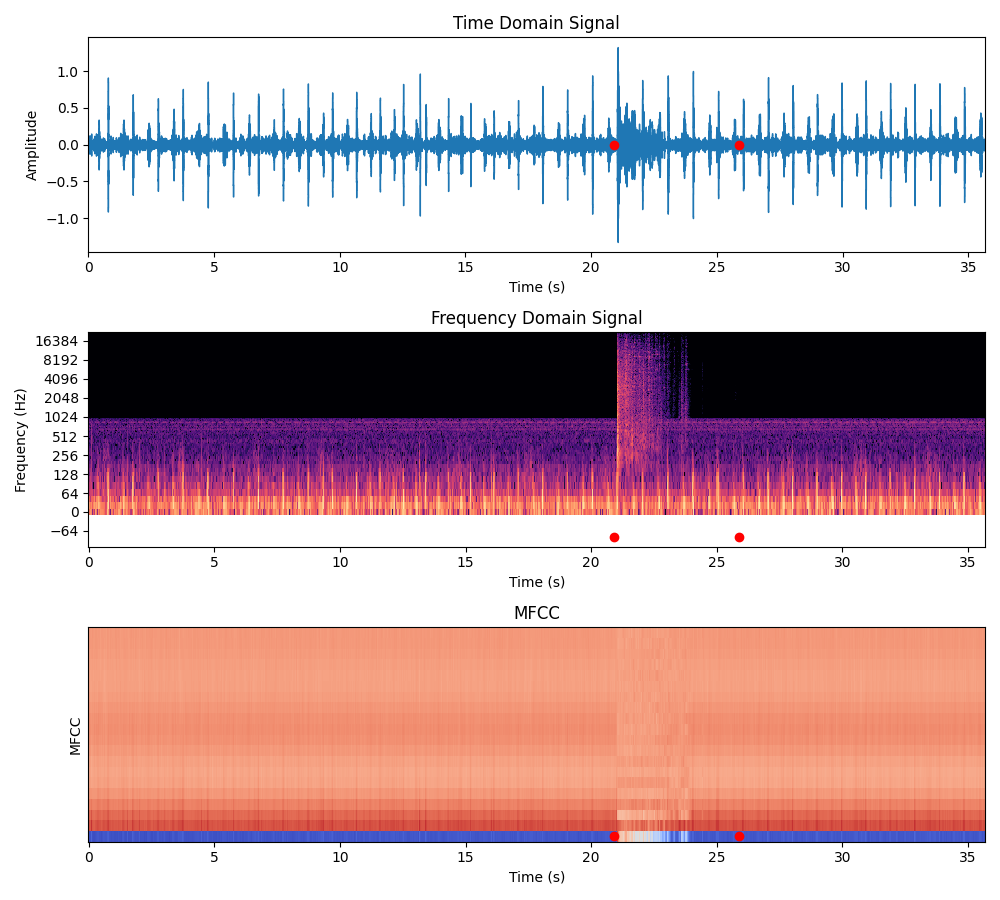 Time Domain Signal
1.0
0.5
0.0
−0.5
−1.0
Amplitude
0 5 10 15 20 25 30 35
Time (s)
Frequency Domain Signal
16384
8192
4096
2048
1024
512
256
128
64
0
−64
Frequency (Hz)
0 5 10 15 20 25 30 35
Time (s)
MFCC
MFCC
0 5 10 15 20 25 30 35
Time (s)